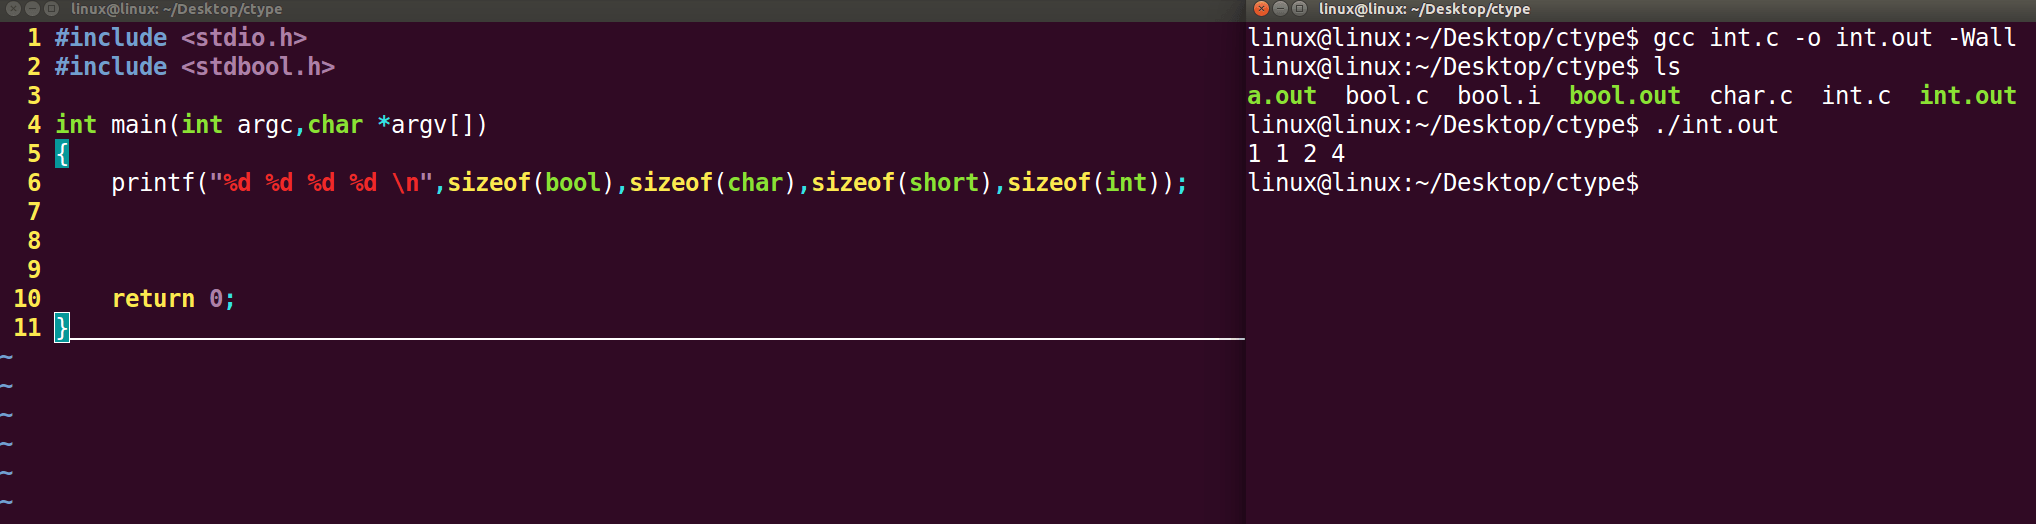 linux@linux: ~/Desktop/ctype
1 #include <stdio.h>
2 #include <stdbool.h>
3
4 int main(int argc,char *argv[])
5 {
6     printf("%d %d %d %d \n",sizeof(bool),sizeof(char),sizeof(short),sizeof(int));
7
8
9
10     return 0;
11 }
~
~
~
~
~
~
linux@linux: ~/Desktop/ctype
linux@linux:~/Desktop/ctype$ gcc int.c -o int.out -Wall
linux@linux:~/Desktop/ctype$ ls
a.out  bool.c  bool.i  bool.out  char.c  int.c  int.out
linux@linux:~/Desktop/ctype$ ./int.out
1 1 2 4
linux@linux:~/Desktop/ctype$